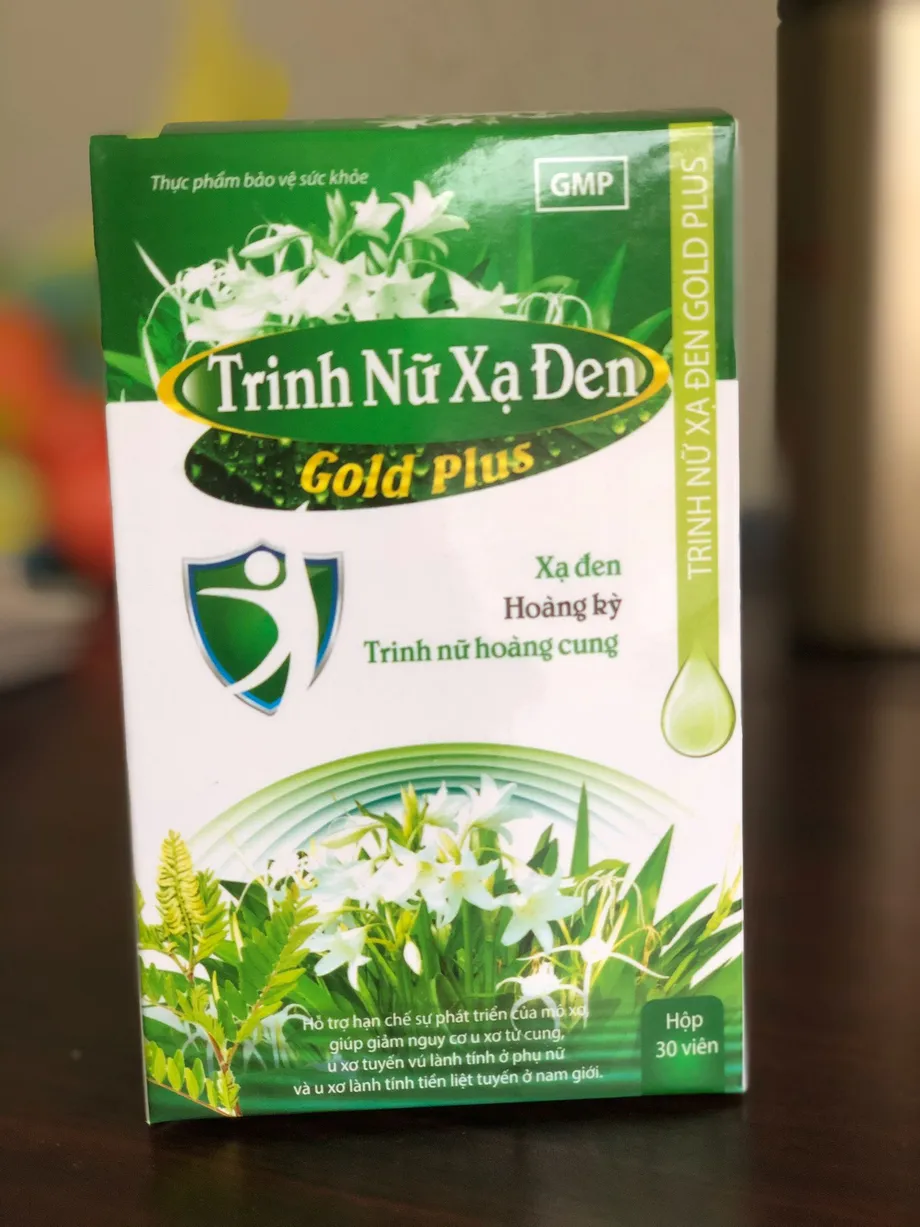 Thực phẩm bảo vệ sức khỏe
GMP
Trinh Nữ Xạ Đen
Gold Plus
TRINH NỮ XẠ ĐEN GOLD PLUS
Xạ đen
Hoàng kỳ
Trinh nữ hoàng cung
Hỗ trợ hạn chế sự phát triển của mô xơ,
giúp giảm nguy cơ u xơ tử cung,
u xơ tuyến vú lành tính ở phụ nữ
và u xơ lành tính tiền liệt tuyến ở nam giới.
Hộp
30 viên